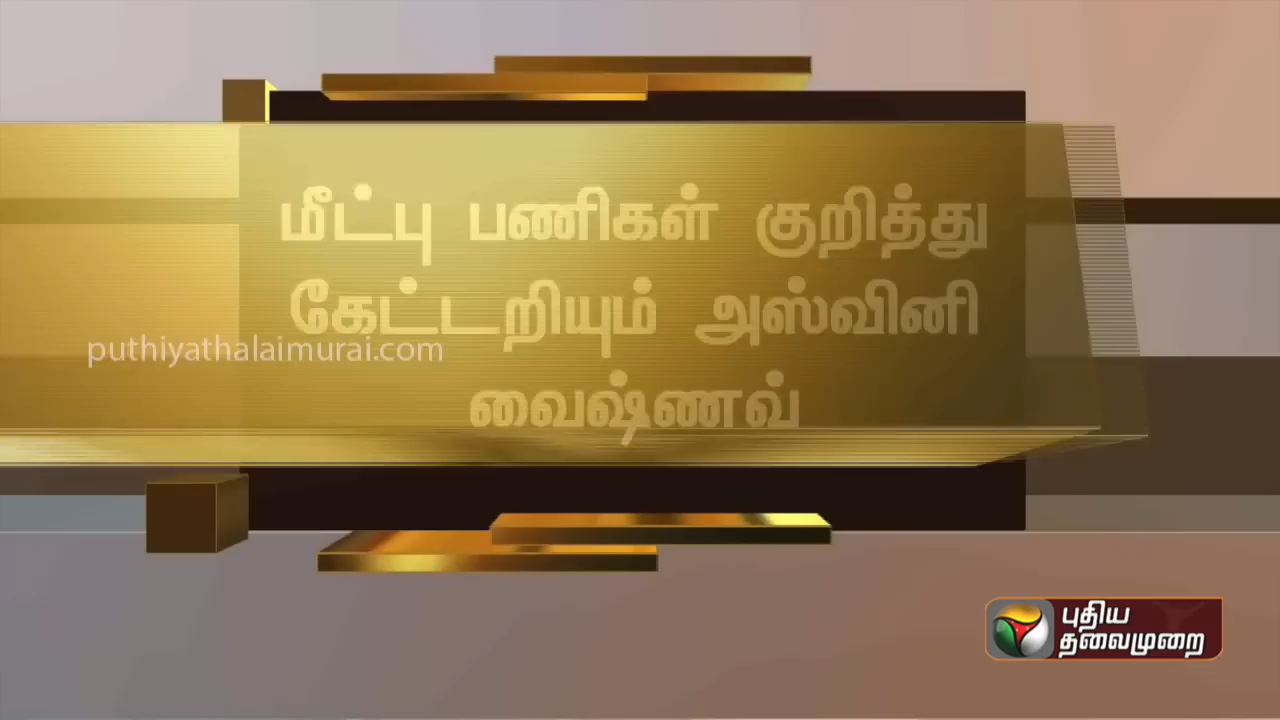 மீட்பு பணிகள் குறித்து
கேட்டறியும் அஸ்வினி
puthiyathalaimurai.com
வைஷ்ணவ்
புதிய
தலைமுறை